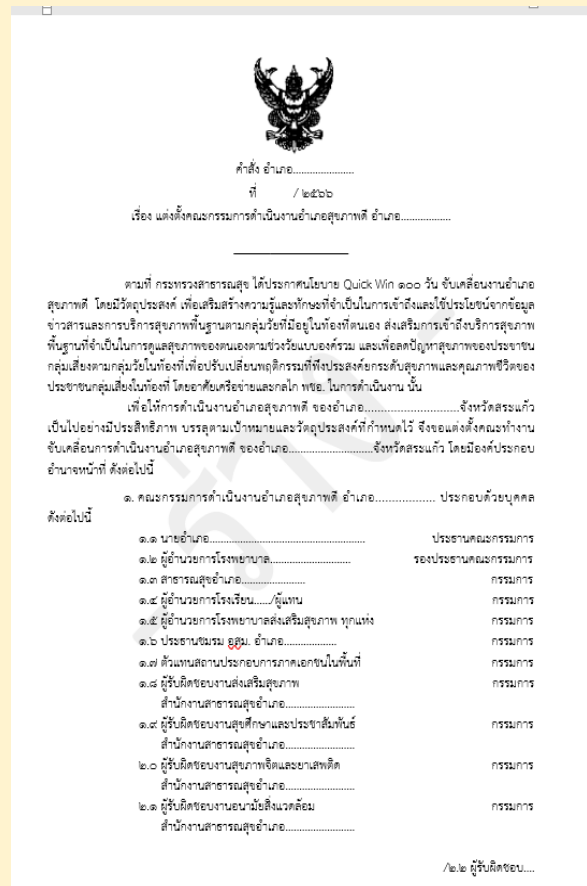 คำสั่ง อำเภอ......................
ที่ / ๒๕๖๖
เรื่อง แต่งตั้งคณะกรรมการดำเนินงานอำเภอสุขภาพดี อำเภอ..................
ตามที่ กระทรวงสาธารณสุข ได้ประกาศนโยบาย Quick Win ๑๐๐ วัน ขับเคลื่อนงานอำเภอ
สุขภาพดี โดยมีวัตถุประสงค์ เพื่อเสริมสร้างความรู้และทักษะที่จำเป็นในการเข้าถึงและใช้ประโยชน์จากข้อมูล
ข่าวสารและการบริการสุขภาพพื้นฐานตามกลุ่มวัยที่มีอยู่ในท้องที่ตนเอง ส่งเสริมการเข้าถึงบริการสุขภาพ
พื้นฐานที่จำเป็นในการดูแลสุขภาพของตนเองตามช่วงวัยแบบองค์รวม และเพื่อลดปัญหาสุขภาพของประชาชน
กลุ่มเสี่ยงตามกลุ่มวัยในท้องที่เพื่อปรับเปลี่ยนพฤติกรรมที่พึงประสงค์ยกระดับสุขภาพและคุณภาพชีวิตของ
ประชาชนกลุ่มเสี่ยงในท้องที่ โดยอาศัยเครือข่ายและกลไก พชอ. ในการดำเนินงาน นั้น
เพื่อให้การดำเนินงานอำเภอสุขภาพดี ของอำเภอ............................จังหวัดสระแก้ว
เป็นไปอย่างมีประสิทธิภาพ บรรลุตามเป้าหมายและวัตถุประสงค์ที่กำหนดไว้ จึงขอแต่งตั้งคณะทำงาน
ขับเคลื่อนการดำเนินงานอำเภอสุขภาพดี ของอำเภอ............................จังหวัดสระแก้ว โดยมีองค์ประกอบ
อำนาจหน้าที่ ดังต่อไปนี้
๑. คณะกรรมการดำเนินงานอำเภอสุขภาพดี อำเภอ................. ประกอบด้วยบุคคล
ดังต่อไปนี้
๑.๑ นายอำเภอ....................................................... ประธานคณะกรรมการ
๑.๒ ผู้อำนวยการโรงพยาบาล............................ รองประธานคณะกรรมการ
๑.๓ สาธารณสุขอำเภอ....................... กรรมการ
๑.๔ ผู้อำนวยการโรงเรียน....../ผู้แทน กรรมการ
๑.๕ ผู้อำนวยการโรงพยาบาลส่งเสริมสุขภาพ ทุกแห่ง กรรมการ
๑.๖ ประธานชมรม อสม. อำเภอ................... กรรมการ
๑.๗ ตัวแทนสถานประกอบการภาคเอกชนในพื้นที่ กรรมการ
๑.๘ ผู้รับผิดชอบงานส่งเสริมสุขภาพ กรรมการ
สำนักงานสาธารณสุขอำเภอ.........................
๑.๙ ผู้รับผิดชอบงานสุขศึกษาและประชาสัมพันธ์ กรรมการ
สำนักงานสาธารณสุขอำเภอ.........................
๒.๐ ผู้รับผิดชอบงานสุขภาพจิตและยาเสพติด กรรมการ
สำนักงานสาธารณสุขอำเภอ.........................
๒.๑ ผู้รับผิดชอบงานอนามัยสิ่งแวดล้อม กรรมการ
สำนักงานสาธารณสุขอำเภอ.........................
/๒.๒ ผู้รับผิดชอบ....
ร่าง